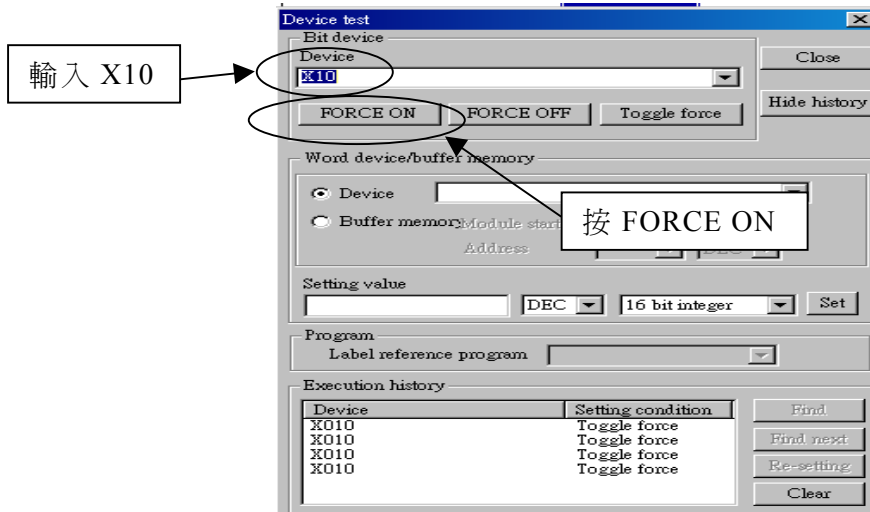 Device test
Bit device
Device
X10
Close
FORCE ON
FORCE OFF
Toggle force
Hide history
輸入 X10
Word device/buffer memory
Device
Buffer memory
Module start
Address
DEC
按 FORCE ON
Setting value
DEC
16 bit integer
Set
Program
Label reference program
Execution history
Device Setting condition
X010 Toggle force
X010 Toggle force
X010 Toggle force
X010 Toggle force
Find
Find next
Re-setting
Clear